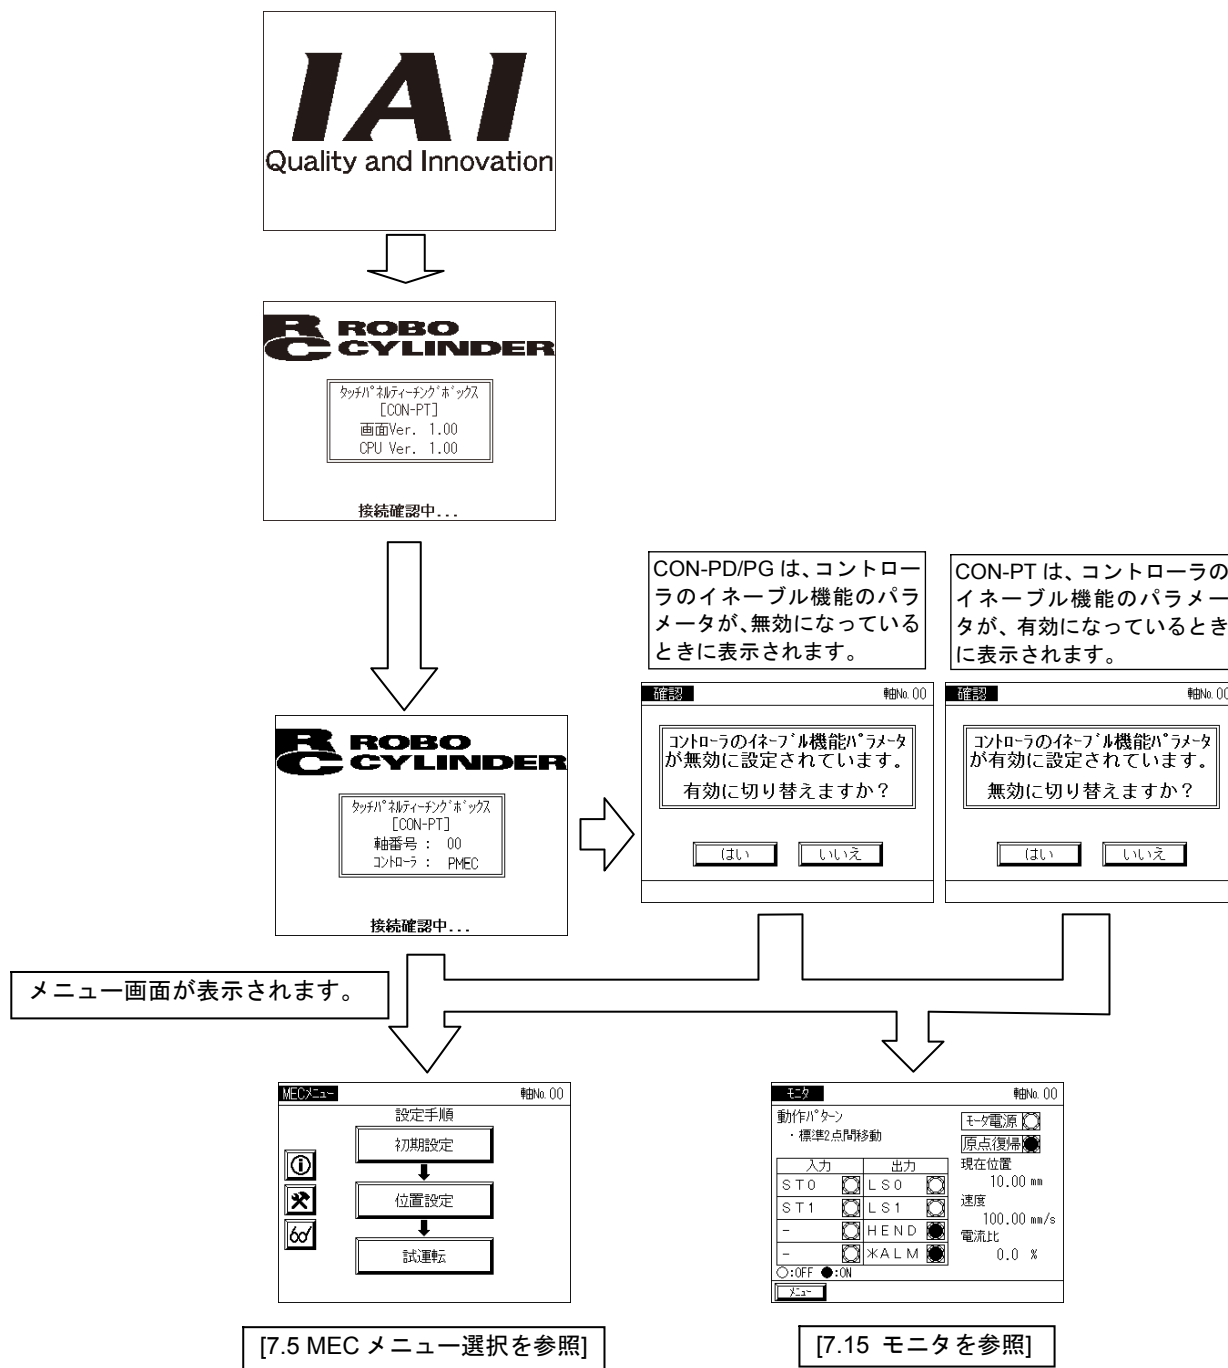 IAI
Quality and Innovation
RC ROBO
CYLINDER
タッチパネルティーチングボックス
[CON-PT]
画面Ver. 1.00
CPU Ver. 1.00
接続確認中...
CON-PD/PG は、コントロー
ラのイネーブル機能のパラ
メータが、無効になっている
ときに表示されます。
CON-PT は、コントローラの
イネーブル機能のパラメー
タが、有効になっているとき
に表示されます。
RC ROBO
CYLINDER
タッチパネルティーチングボックス
[CON-PT]
軸番号 : 00
コントローラ : PMEC
接続確認中...
確認 軸No. 00
コントローラのイネーブル機能パラメータ
が無効に設定されています。
有効に切り替えますか？
はい いいえ
確認 軸No. 00
コントローラのイネーブル機能パラメータ
が有効に設定されています。
無効に切り替えますか？
はい いいえ
メニュー画面が表示されます。
MECメニュー 軸No. 00
設定手順
初期設定
位置設定
試運転
[7.5 MEC メニュー選択を参照]
モニタ 軸No. 00
動作パターン
・標準2点間移動
入力 出力
ST0 LS0
ST1 LS1
- HEND
- *ALM
○:OFF ●:ON
モータ電源
原点復帰
現在位置
10.00 mm
速度
100.00 mm/s
電流比
0.0 %
メニュー
[7.15 モニタを参照]